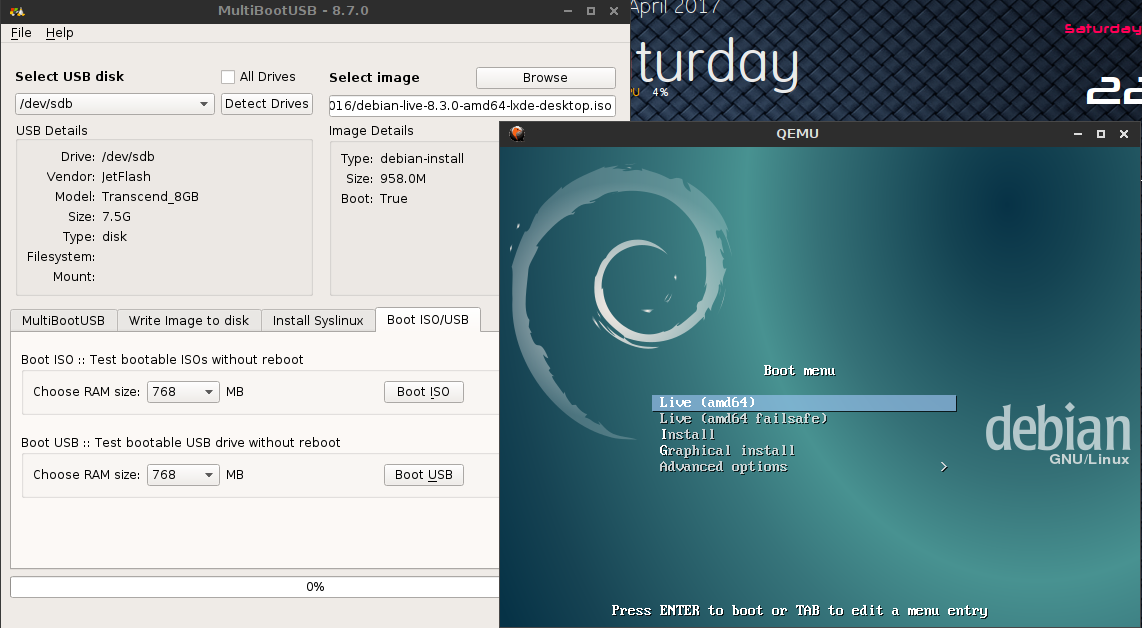 MultiBootUSB - 8.7.0
File Help
Select USB disk
All Drives
/dev/sdb
Detect Drives
USB Details
Drive: /dev/sdb
Vendor: JetFlash
Model: Transcend_8GB
Size: 7.5G
Type: disk
Filesystem:
Mount:
Select image
Browse
016/debian-live-8.3.0-amd64-lxde-desktop.iso
Image Details
Type: debian-install
Size: 958.0M
Boot: True
MultiBootUSB
Write Image to disk
Install Syslinux
Boot ISO/USB
Boot ISO :: Test bootable ISOs without reboot
Choose RAM size: 768 MB
Boot ISO
Boot USB :: Test bootable USB drive without reboot
Choose RAM size: 768 MB
Boot USB
0%
April 2017
turday
PU 4%
Saturday
22
QEMU
Boot menu
Live (amd64)
Live (amd64 failsafe)
Install
Graphical install
Advanced options >
debian
GNU/Linux
Press ENTER to boot or TAB to edit a menu entry